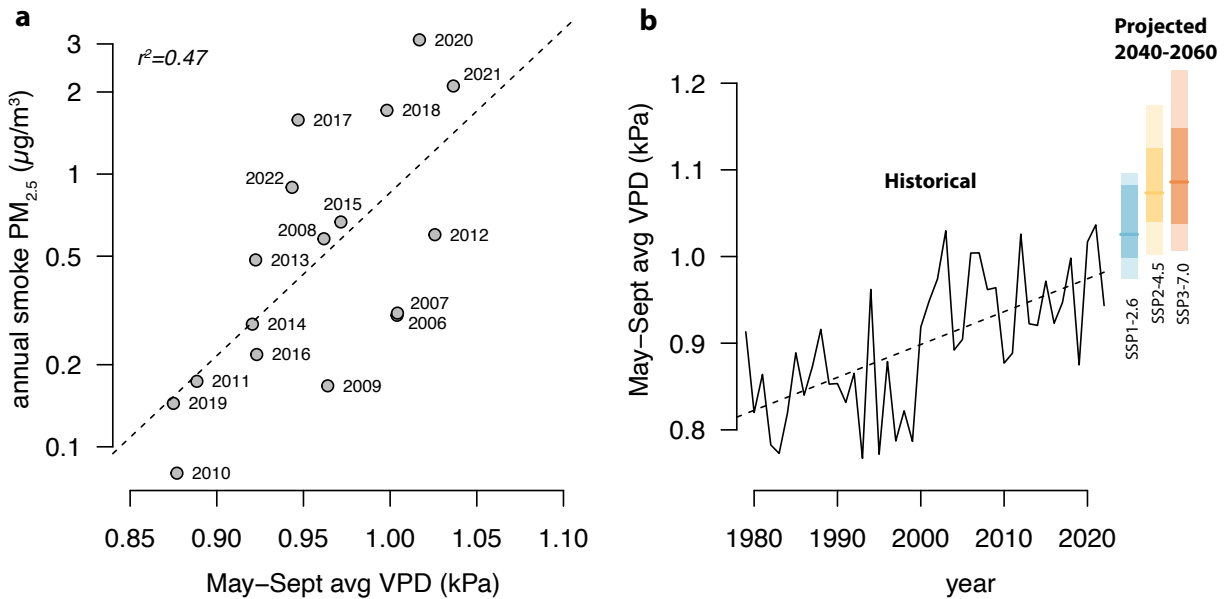 a
r²=0.47
annual smoke PM2.5 (µg/m³)
3
2
1
0.5
0.2
0.1
2020
2021
2018
2017
2022
2015
2008
2012
2013
2007
2006
2014
2016
2009
2011
2019
2010
0.85 0.90 0.95 1.00 1.05 1.10
May−Sept avg VPD (kPa)
b
Projected
2040-2060
Historical
May−Sept avg VPD (kPa)
1.2
1.1
1.0
0.9
0.8
SSP1-2.6
SSP2-4.5
SSP3-7.0
1980 1990 2000 2010 2020
year